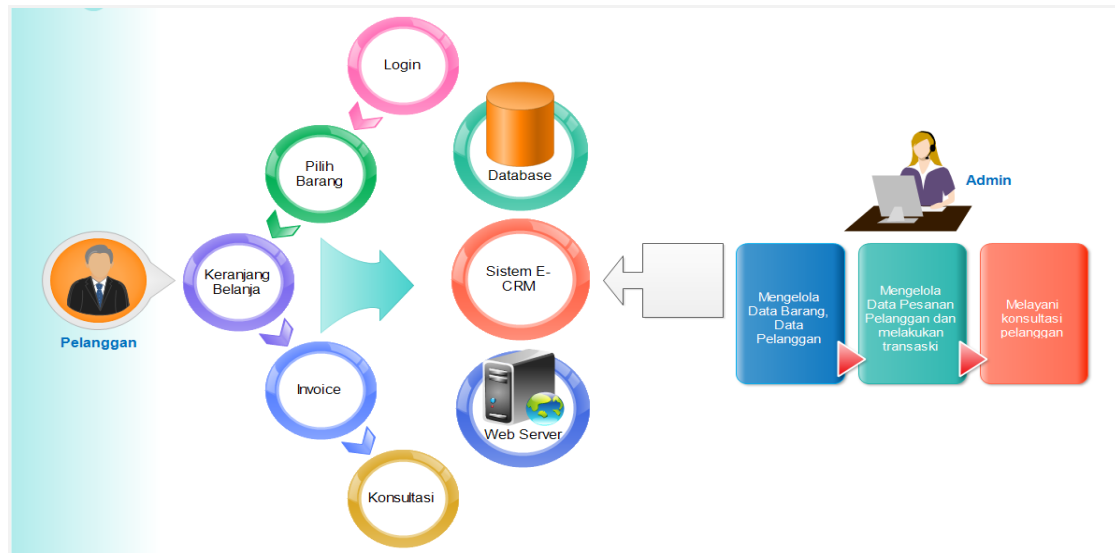 Login
Pilih
Barang
Keranjang
Belanja
Invoice
Konsultasi
Pelanggan
Database
Sistem E-
CRM
Web Server
Admin
Mengelola
Data Barang,
Data
Pelanggan
Mengelola
Data Pesanan
Pelanggan dan
melakukan
transaski
Melayani
konsultasi
pelanggan